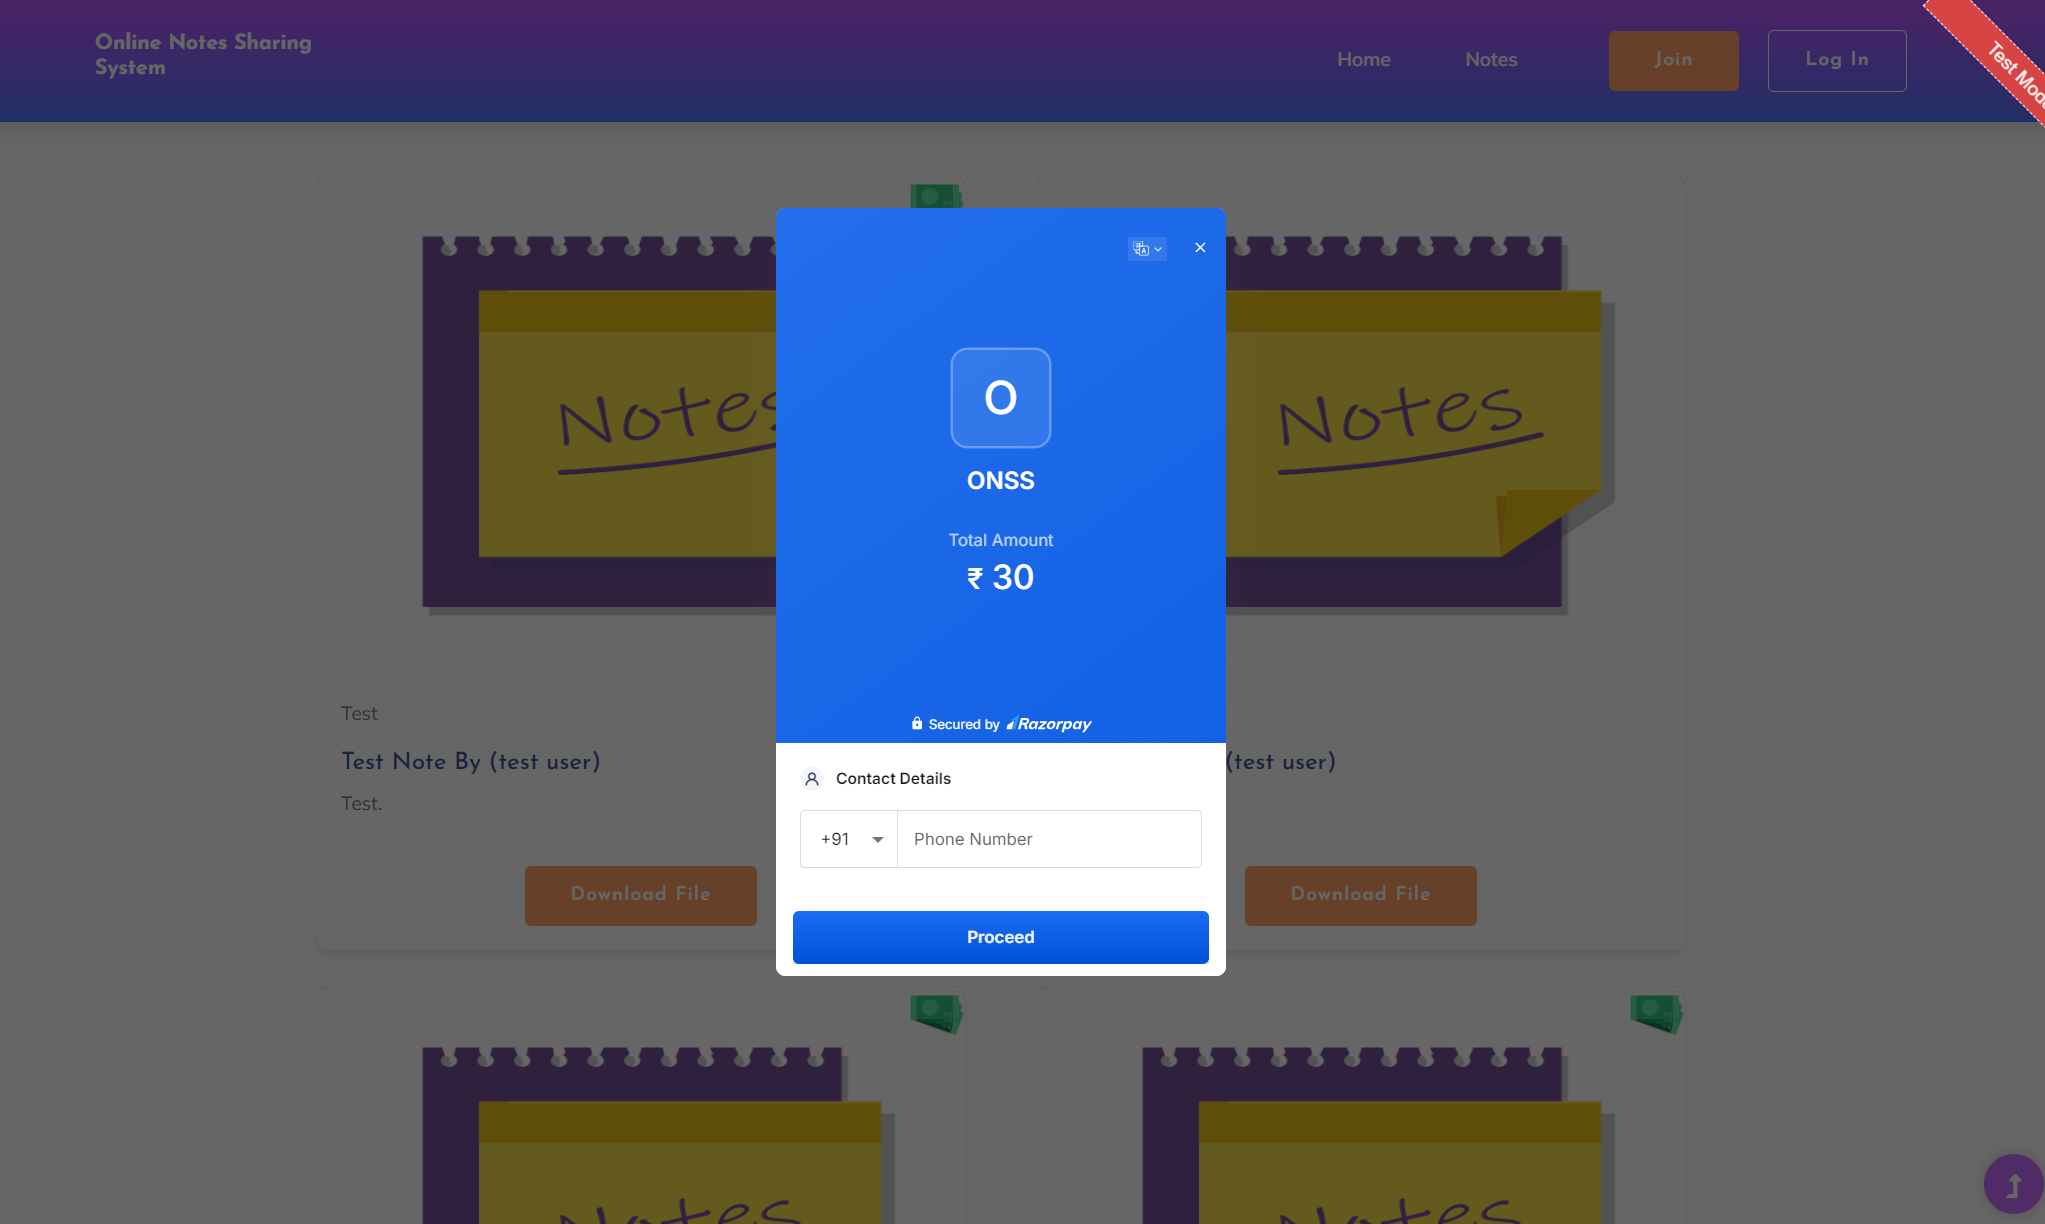 Online Notes Sharing
System
Home
Notes
Join
Log In
Test Mode
O
ONSS
Total Amount
₹ 30
Secured by Razorpay
Notes
Notes
Test
Test Note By (test user)
(test user)
Test.
Contact Details
+91
Phone Number
Download File
Download File
Proceed
Notes
Notes